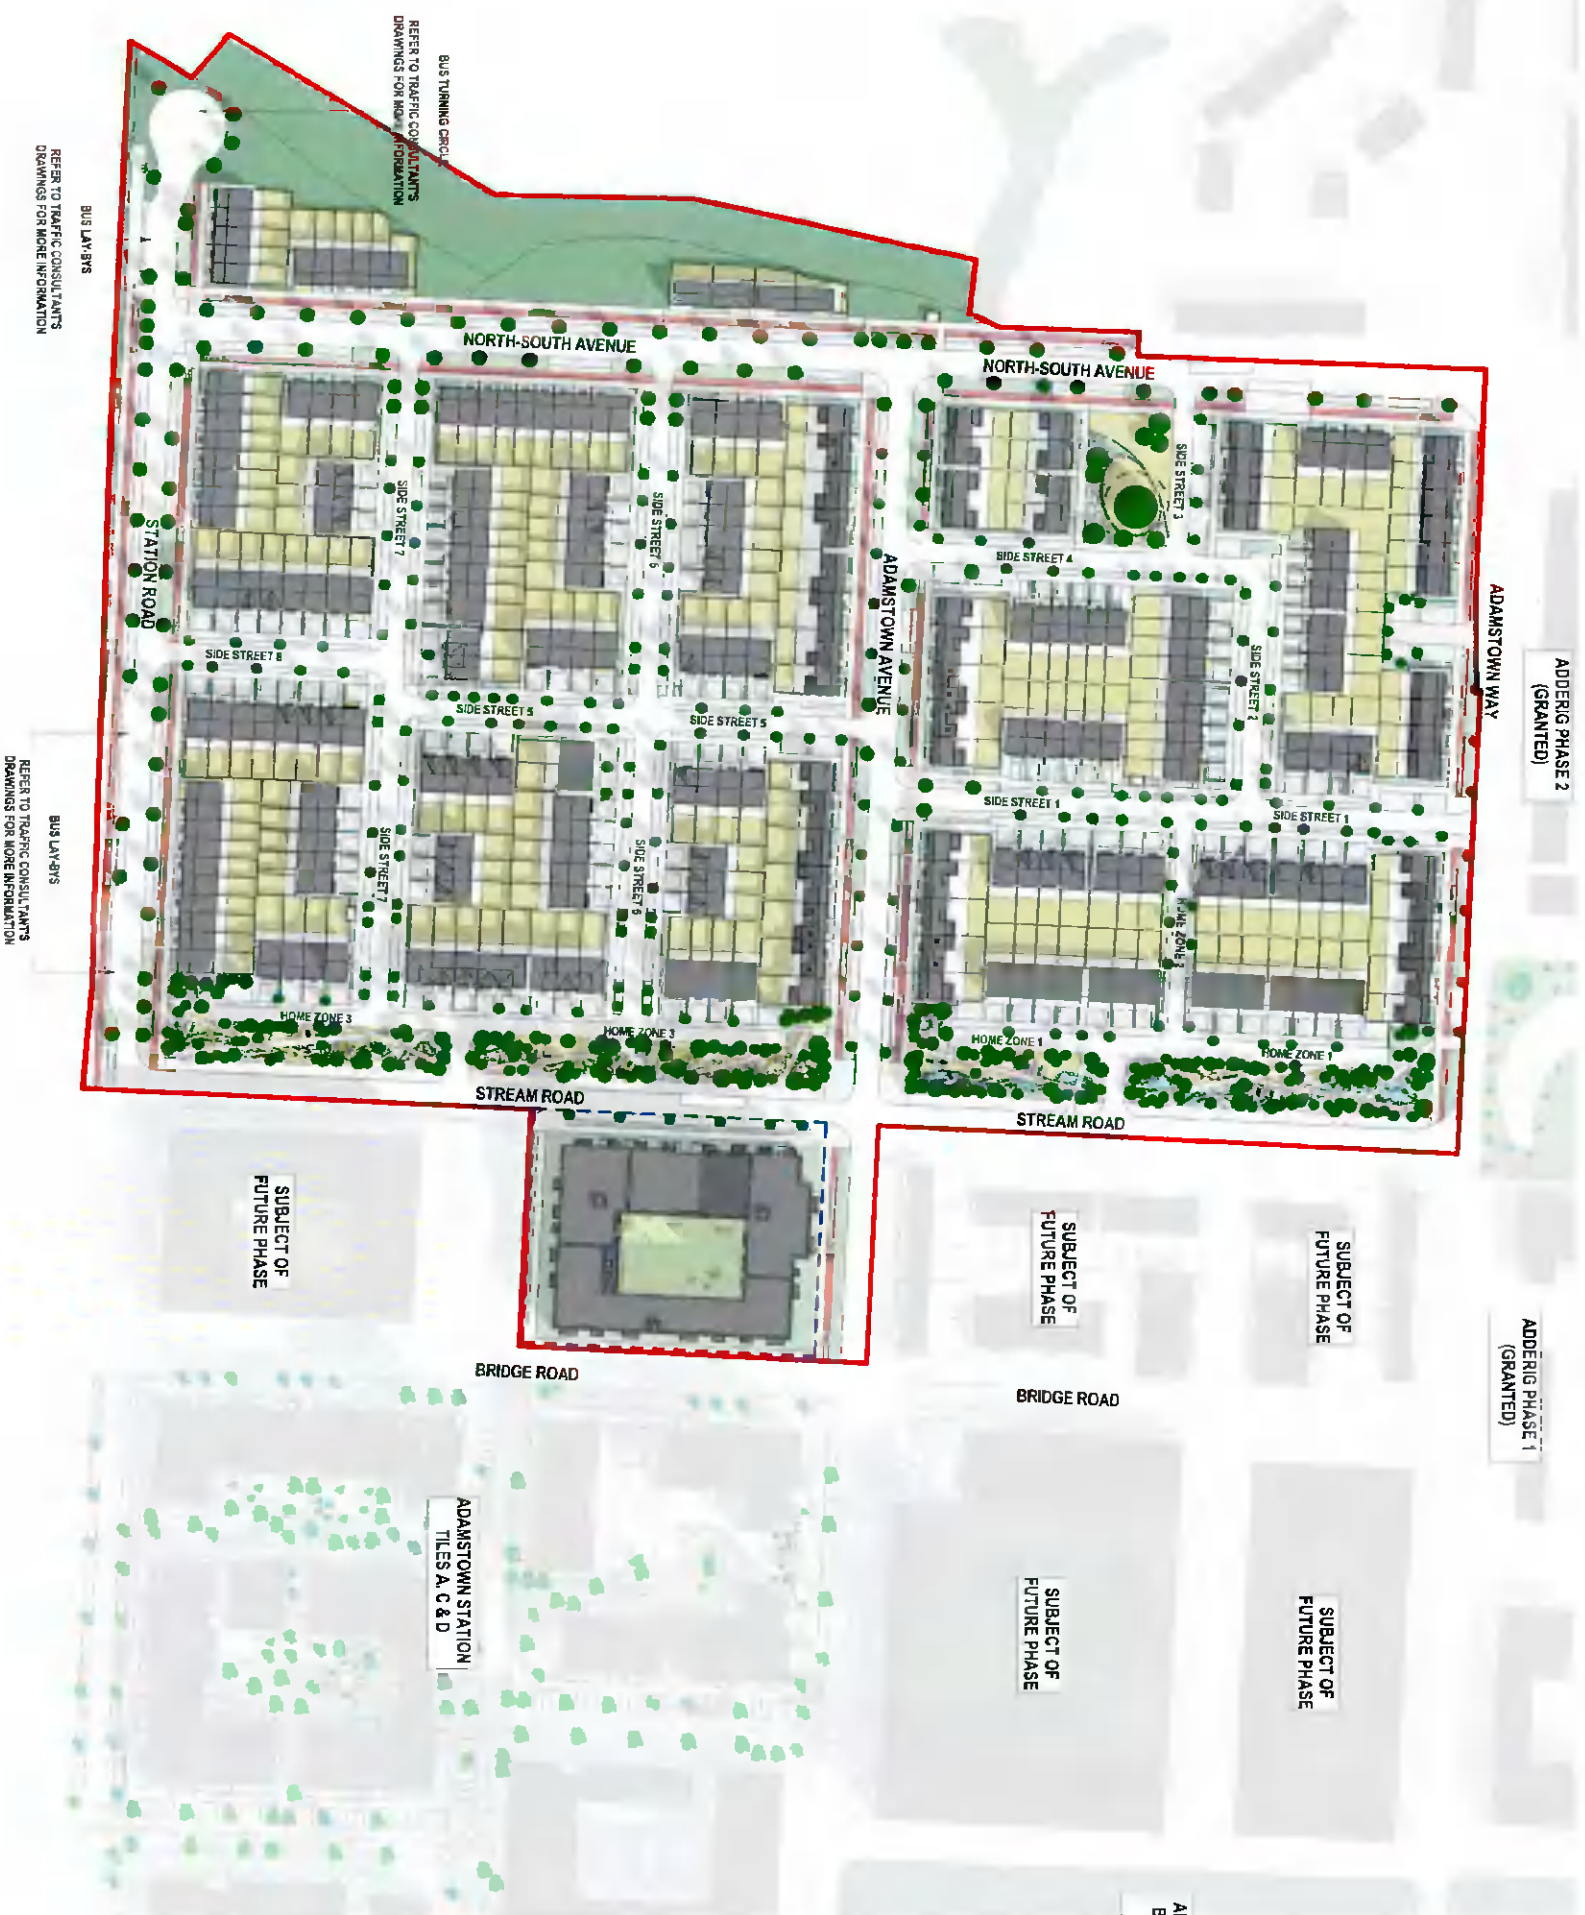 BUS TURNING CIRCLE
REFER TO TRAFFIC CONSULTANT'S
DRAWINGS FOR MORE INFORMATION
BUS LAY-BYS
REFER TO TRAFFIC CONSULTANT'S
DRAWINGS FOR MORE INFORMATION
NORTH-SOUTH AVENUE
NORTH-SOUTH AVENUE
SIDE STREET 3
SIDE STREET 7
SIDE STREET 6
STATION ROAD
ADAMSTOWN AVENUE
SIDE STREET 4
ADAMSTOWN WAY
ADDERIG PHASE 2
(GRANTED)
SIDE STREET 8
SIDE STREET 5
SIDE STREET 5
SIDE STREET 2
SIDE STREET 1
SIDE STREET 1
BUS LAY-BYS
REFER TO TRAFFIC CONSULTANT'S
DRAWINGS FOR MORE INFORMATION
SIDE STREET 7
SIDE STREET 6
HOME ZONE 2
HOME ZONE 3
HOME ZONE 3
HOME ZONE 1
HOME ZONE 1
STREAM ROAD
STREAM ROAD
SUBJECT OF
FUTURE PHASE
SUBJECT OF
FUTURE PHASE
SUBJECT OF
FUTURE PHASE
ADDERIG PHASE 1
(GRANTED)
BRIDGE ROAD
BRIDGE ROAD
ADAMSTOWN STATION
TILES A, C & D
SUBJECT OF
FUTURE PHASE
SUBJECT OF
FUTURE PHASE